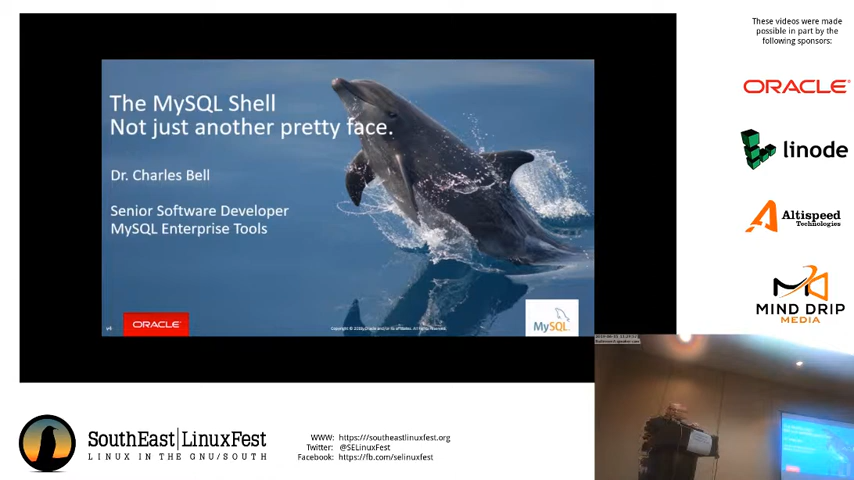 These videos were made
possible in part by the
following sponsors:
The MySQL Shell
Not just another pretty face.
Dr. Charles Bell
Senior Software Developer
MySQL Enterprise Tools
ORACLE
MySQL
ORACLE
linode
Altispeed
Technologies
MIND DRIP
MEDIA
SouthEast|LinuxFest
LINUX IN THE GNU/SOUTH
WWW: https:///southeastlinuxfest.org
Twitter: @SELinuxFest
Facebook: https://fb.com/selinuxfest